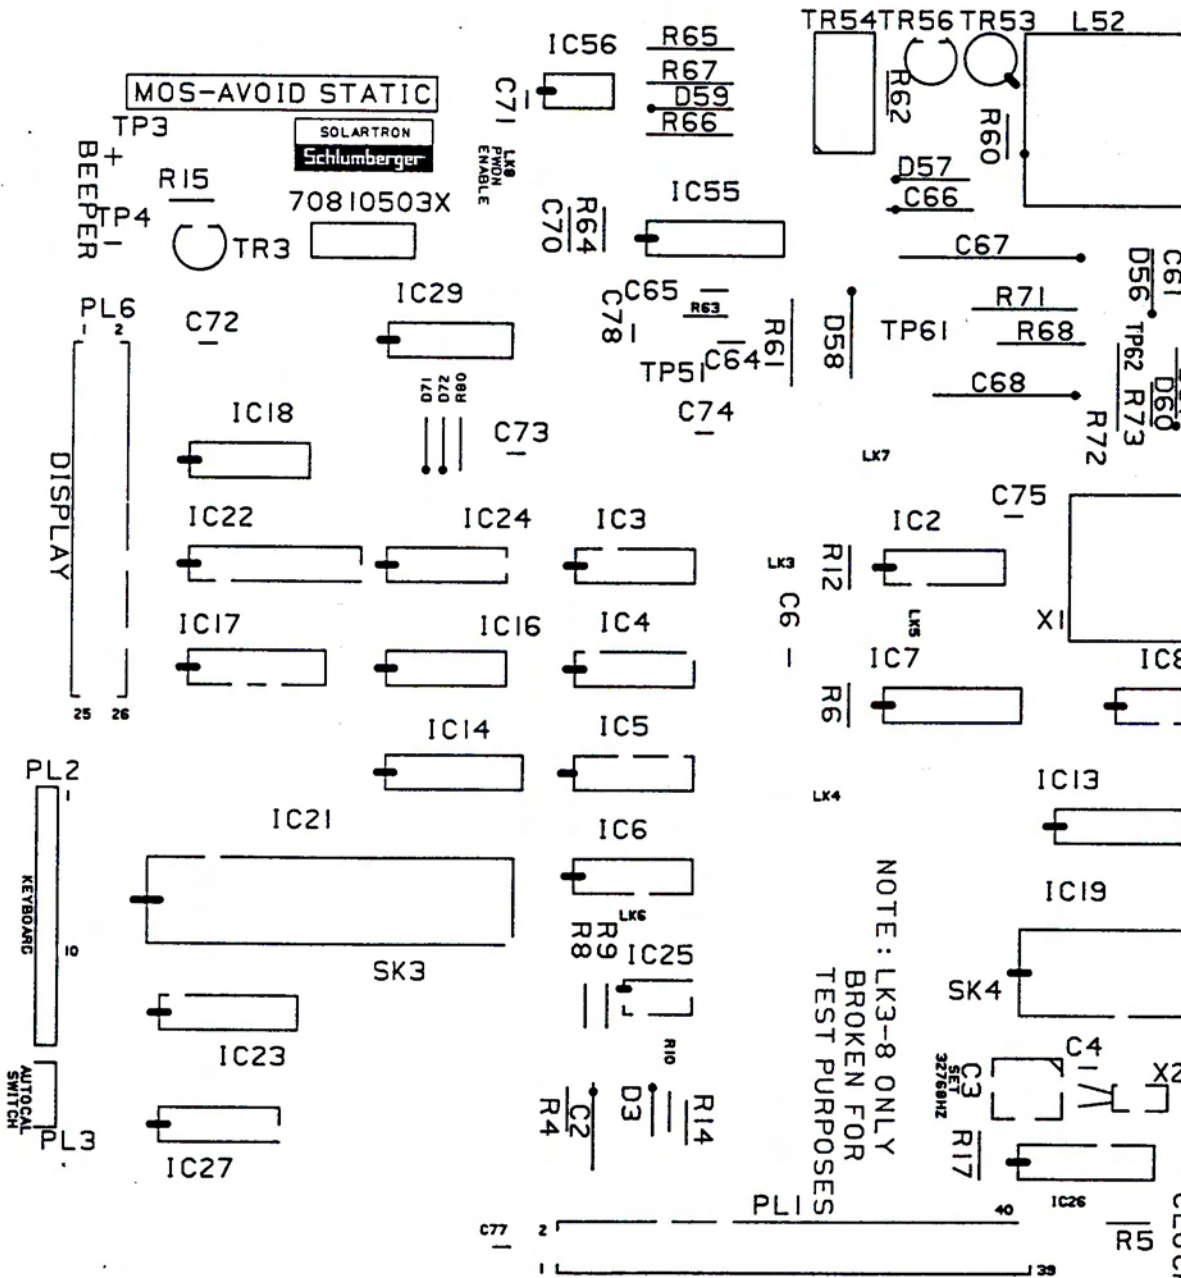 TR54 TR56 TR53 L52
IC56
R65
R67
D59
R66
C71
R62
R60
MOS-AVOID STATIC
TP3
SOLARTRON
Schlumberger
LK8
PWDN
ENABLE
+
BEEPER
-
R15
70810503X
TP4
TR3
C70
R64
IC55
D57
C66
C67
D56
C61
PL6
1 2
C72
IC29
C65
R63
C78
C64
TP51
R61
D58
TP61
R71
R68
TP62
C68
R72
R73
D60
D71
D72
R80
IC18
C73
C74
LK7
DISPLAY
IC22
IC24
IC3
LK3
R12
IC2
C75
C6
LK5
X1
IC17
IC16
IC4
IC7
IC8
25 26
R6
IC14
IC5
LK4
PL2
1
IC13
IC21
IC6
KEYBOARG
10
LK6
IC19
R8
R9
IC25
NOTE: LK3-8 ONLY
BROKEN FOR
TEST PURPOSES
SK3
SK4
IC23
R10
C4
X2
C3
SET
32768HZ
AUTOCAL
SWITCH
PL3
R4
C2
D3
R14
R17
IC27
IC26
PL1
40
C77
2
R5
1
39